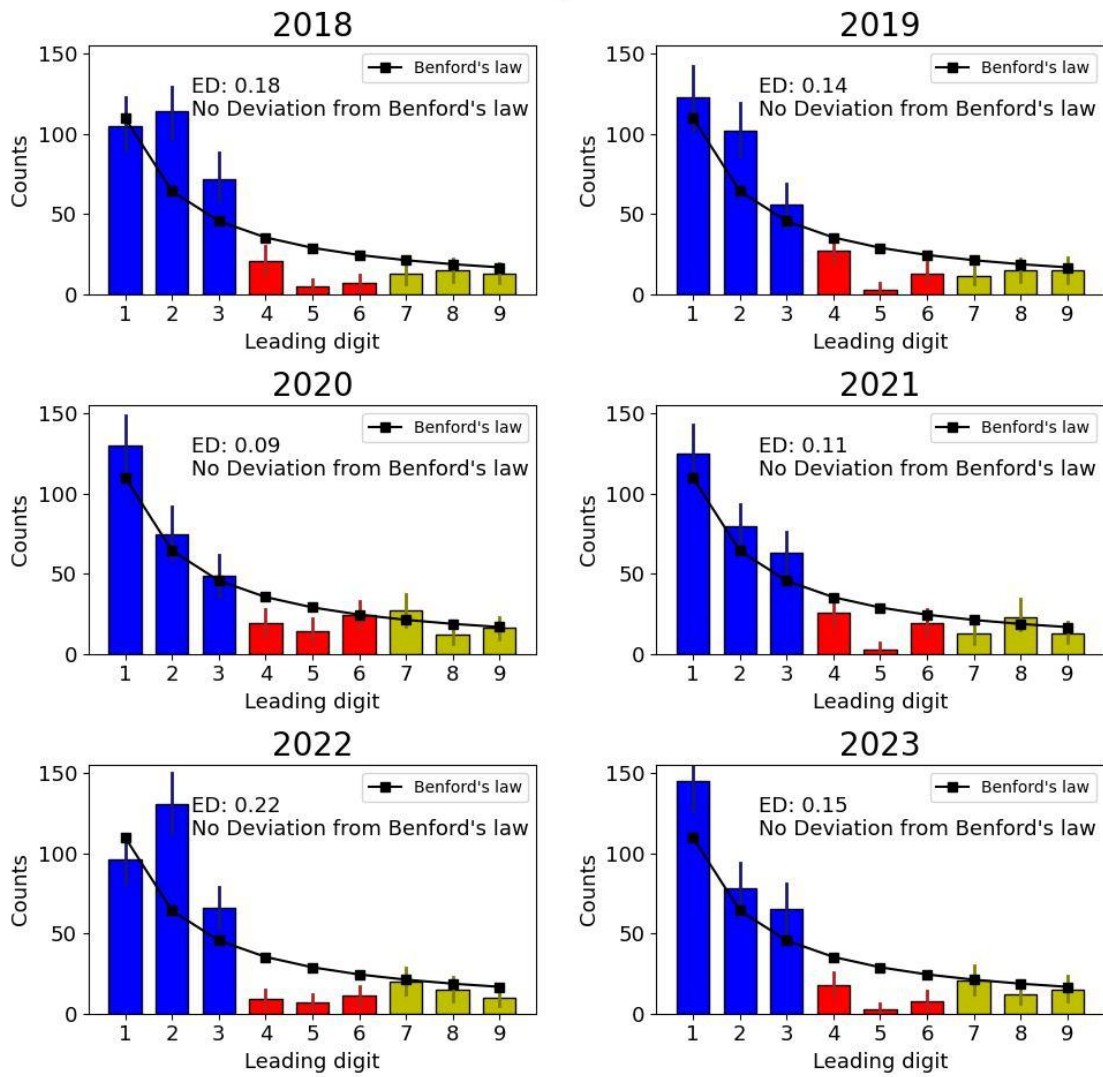 2018
Benford's law
ED: 0.18
No Deviation from Benford's law
150
100
50
0
Counts
1 2 3 4 5 6 7 8 9
Leading digit
2019
Benford's law
ED: 0.14
No Deviation from Benford's law
150
100
50
0
Counts
1 2 3 4 5 6 7 8 9
Leading digit
2020
Benford's law
ED: 0.09
No Deviation from Benford's law
150
100
50
0
Counts
1 2 3 4 5 6 7 8 9
Leading digit
2021
Benford's law
ED: 0.11
No Deviation from Benford's law
150
100
50
0
Counts
1 2 3 4 5 6 7 8 9
Leading digit
2022
Benford's law
ED: 0.22
No Deviation from Benford's law
150
100
50
0
Counts
1 2 3 4 5 6 7 8 9
Leading digit
2023
Benford's law
ED: 0.15
No Deviation from Benford's law
150
100
50
0
Counts
1 2 3 4 5 6 7 8 9
Leading digit